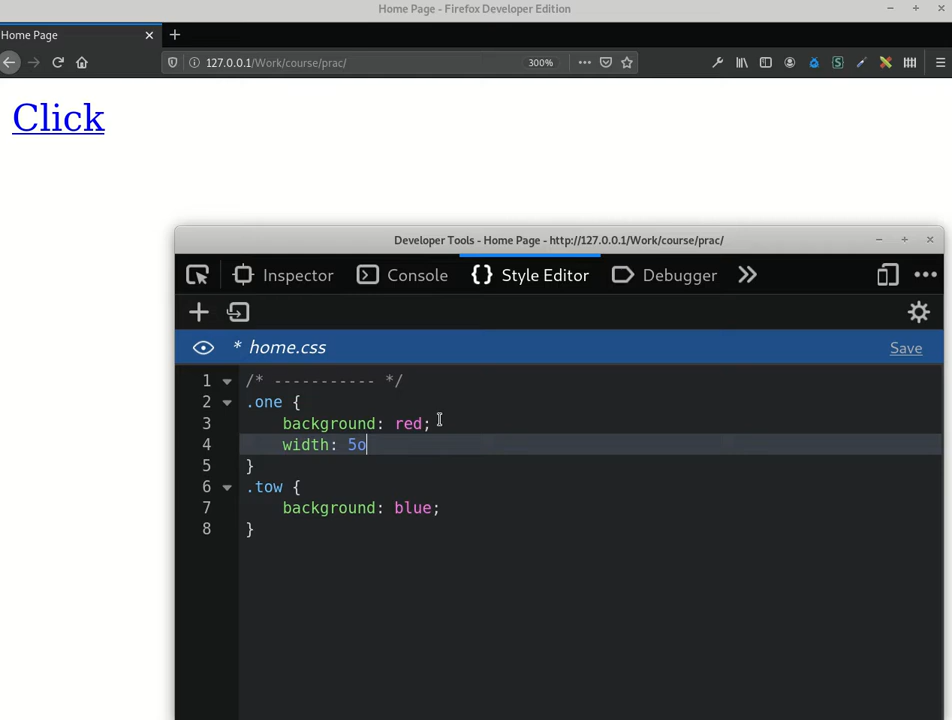 Home Page - Firefox Developer Edition
Home Page
127.0.0.1/Work/course/prac/ 300%
Click
Developer Tools - Home Page - http://127.0.0.1/Work/course/prac/
Inspector Console Style Editor Debugger
* home.css Save
1 /* ----------- */
2 .one {
3 background: red;
4 width: 5o
5 }
6 .tow {
7 background: blue;
8 }